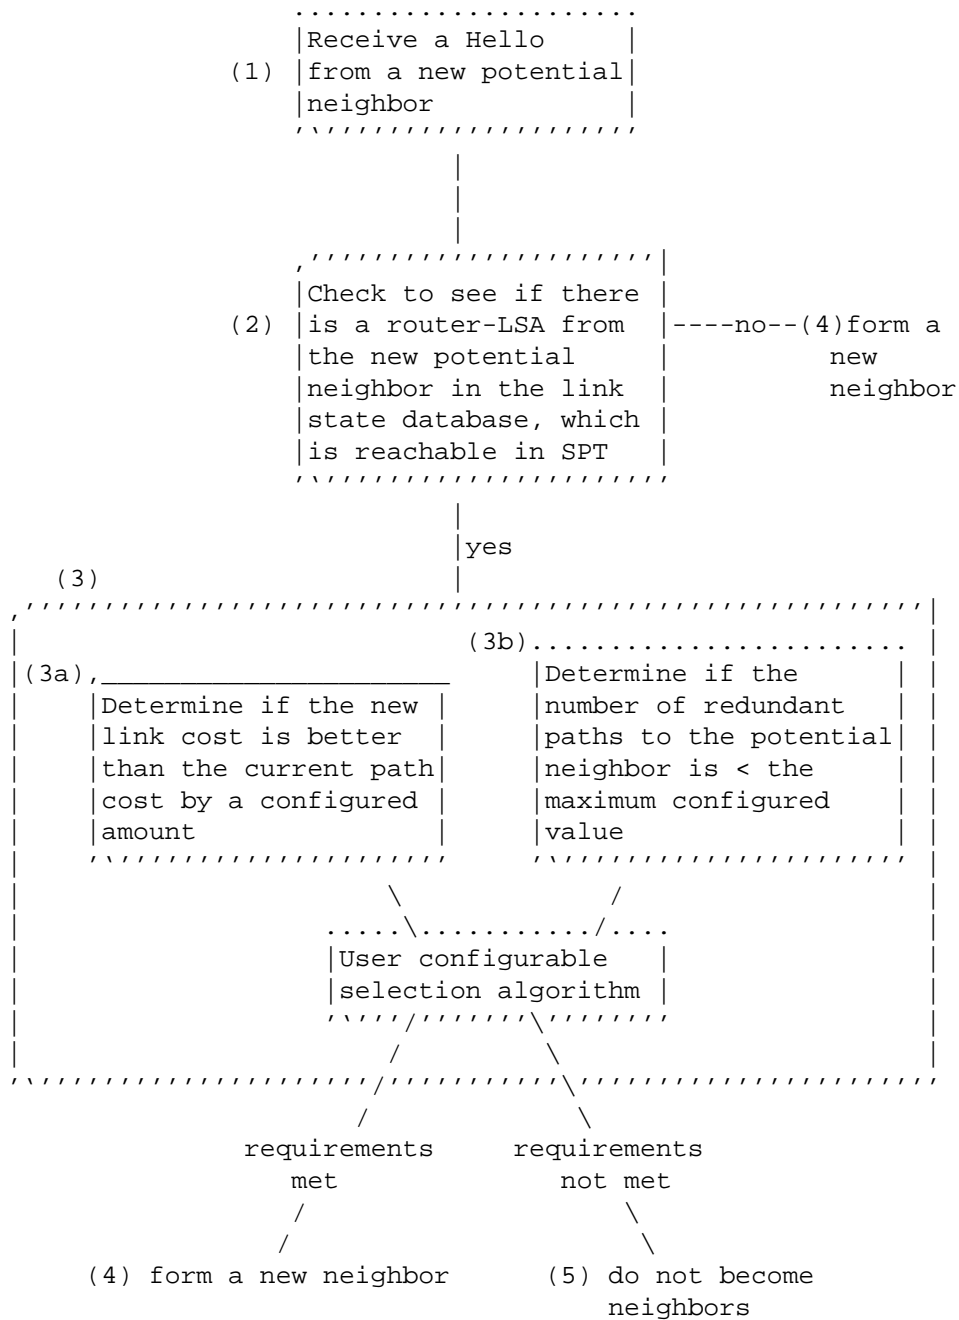 Receive a Hello
(1) from a new potential
neighbor
Check to see if there
(2) is a router-LSA from ----no--(4)form a
the new potential new
neighbor in the link neighbor
state database, which
is reachable in SPT
yes
(3)
(3b)
(3a) Determine if the
Determine if the new number of redundant
link cost is better paths to the potential
than the current path neighbor is < the
cost by a configured maximum configured
amount value
User configurable
selection algorithm
requirements requirements
met not met
(4) form a new neighbor (5) do not become
neighbors